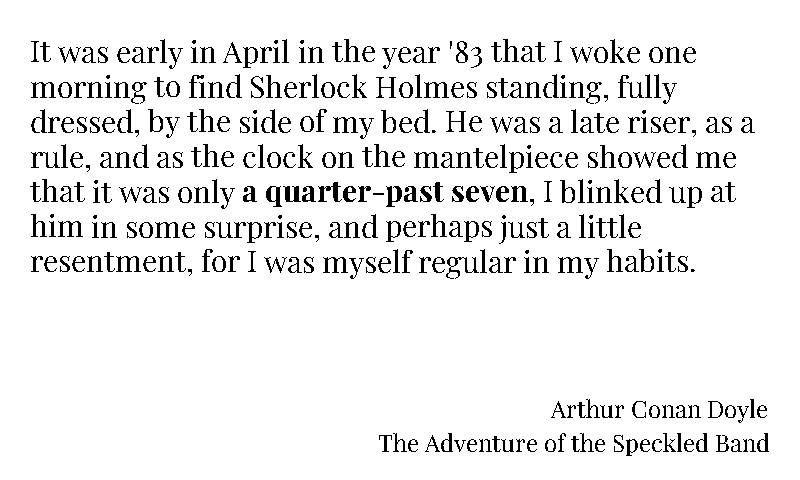 It was early in April in the year '83 that I woke one
morning to find Sherlock Holmes standing, fully
dressed, by the side of my bed. He was a late riser, as a
rule, and as the clock on the mantelpiece showed me
that it was only a quarter-past seven, I blinked up at
him in some surprise, and perhaps just a little
resentment, for I was myself regular in my habits.
Arthur Conan Doyle
The Adventure of the Speckled Band